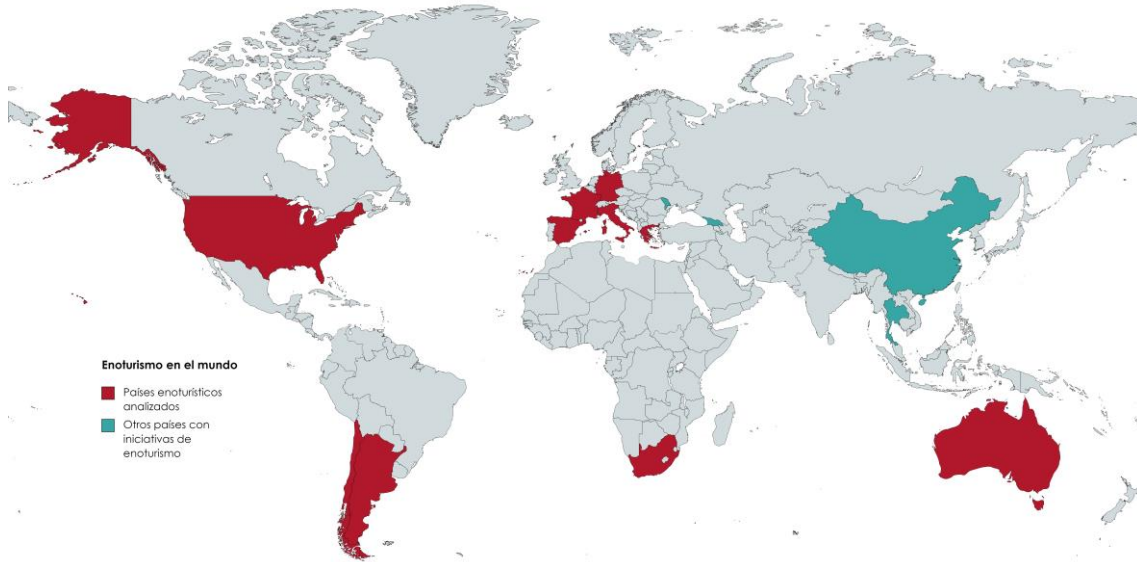 Enoturismo en el mundo
Países enoturísticos
analizados
Otros países con
iniciativas de
enoturismo